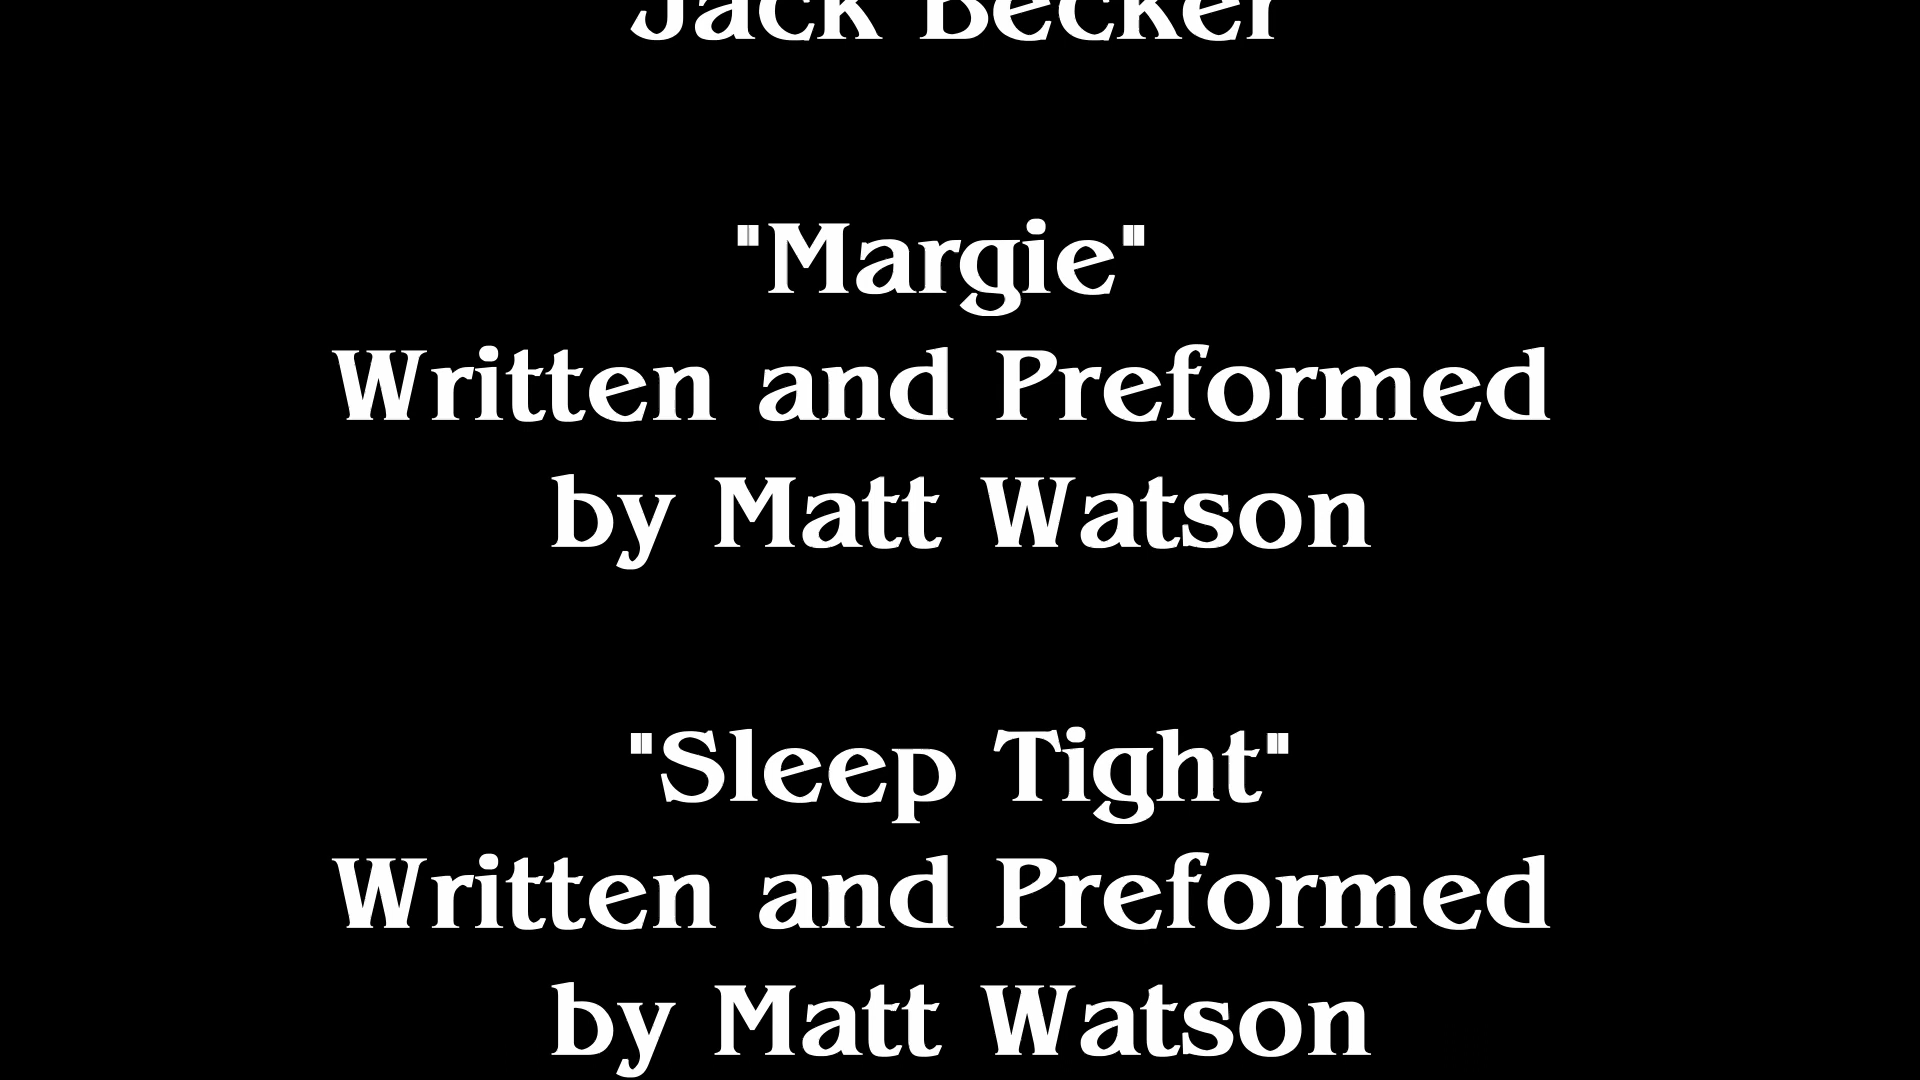 Jack Becker
"Margie"
Written and Preformed
by Matt Watson
"Sleep Tight"
Written and Preformed
by Matt Watson